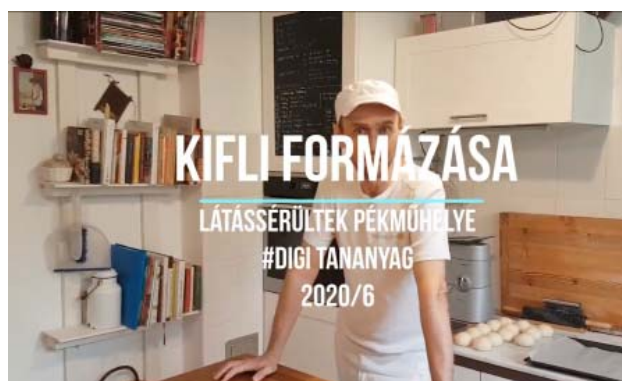 KIFLI FORMÁZÁSA
LÁTÁSSÉRÜLTEK PÉKMŰHELYE
#DIGI TANANYAG
2020/6